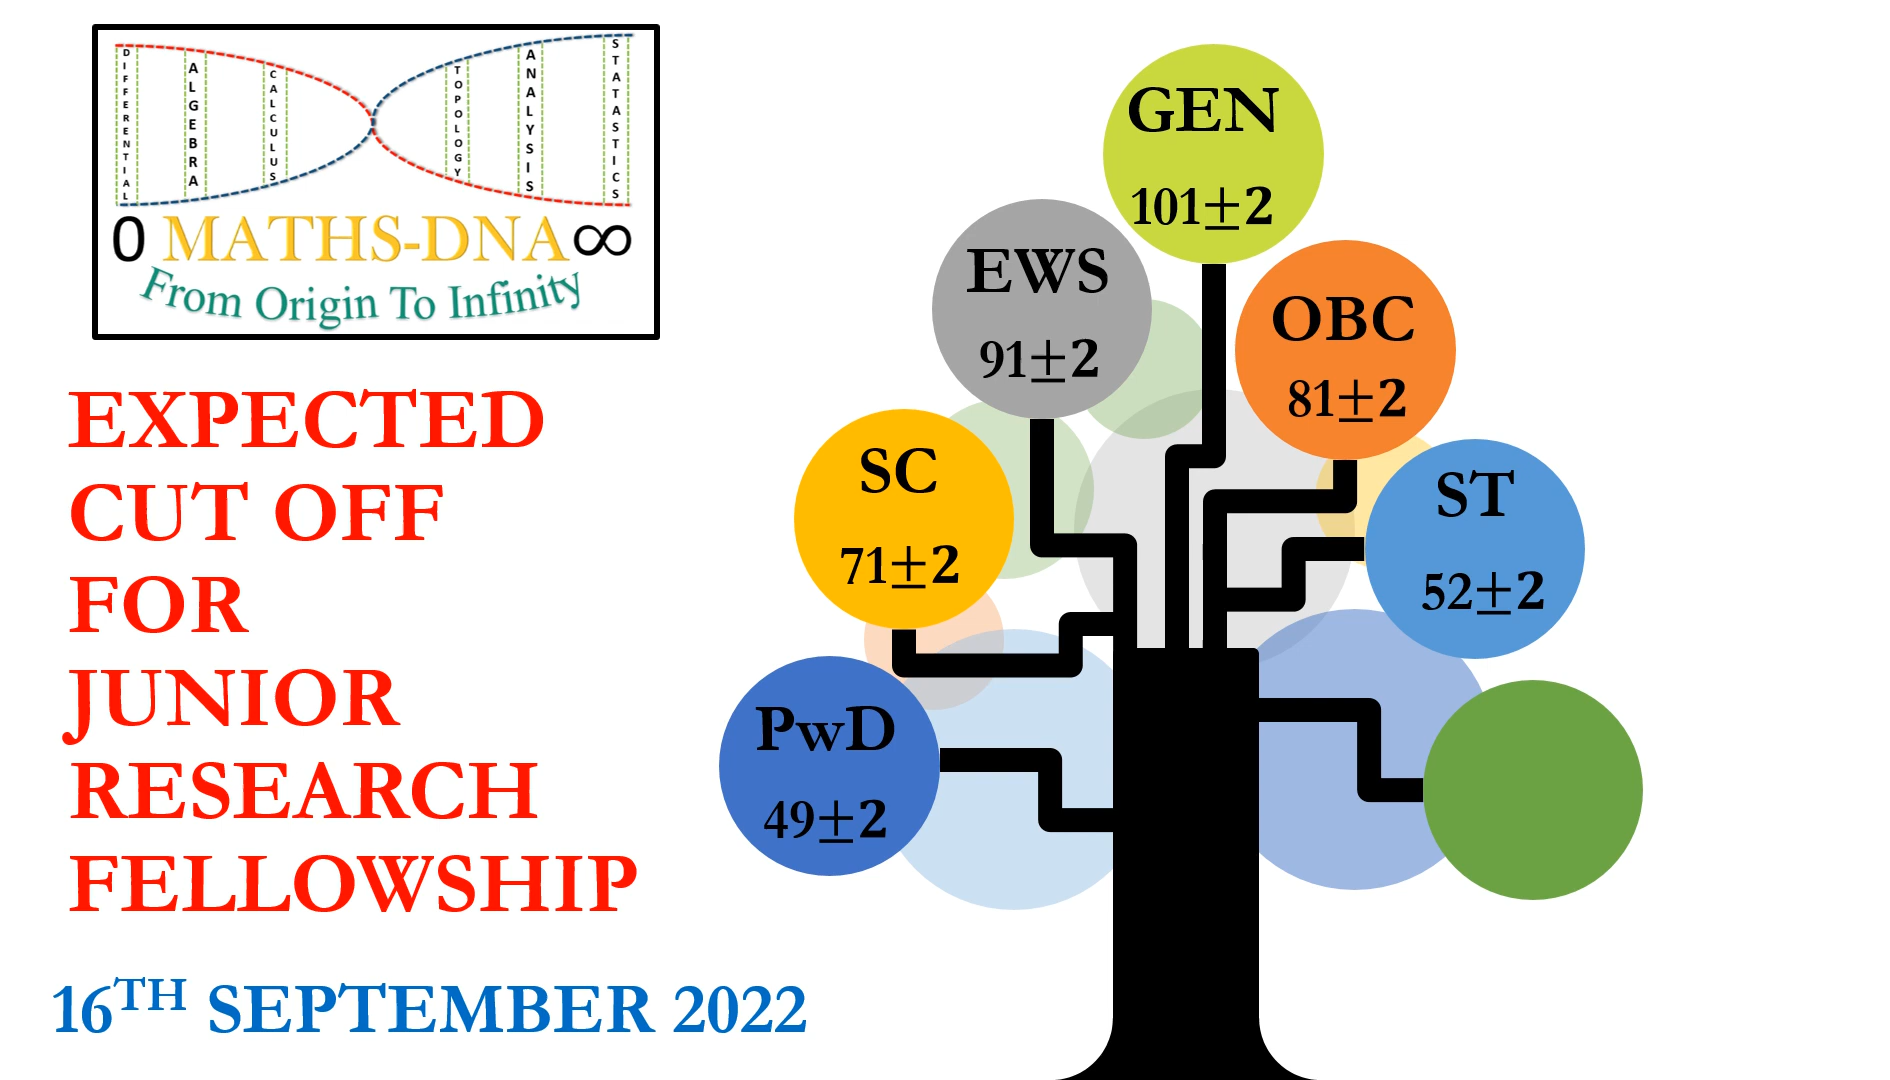 DIFFERENTIAL
ALGEBRA
CALCULUS
TOPOLOGY
ANALYSIS
STATASTICS
0 MATHS-DNA∞
From Origin To Infinity
EXPECTED
CUT OFF
FOR
JUNIOR
RESEARCH
FELLOWSHIP
16TH SEPTEMBER 2022
GEN
101±2
EWS
91±2
OBC
81±2
SC
71±2
ST
52±2
PwD
49±2